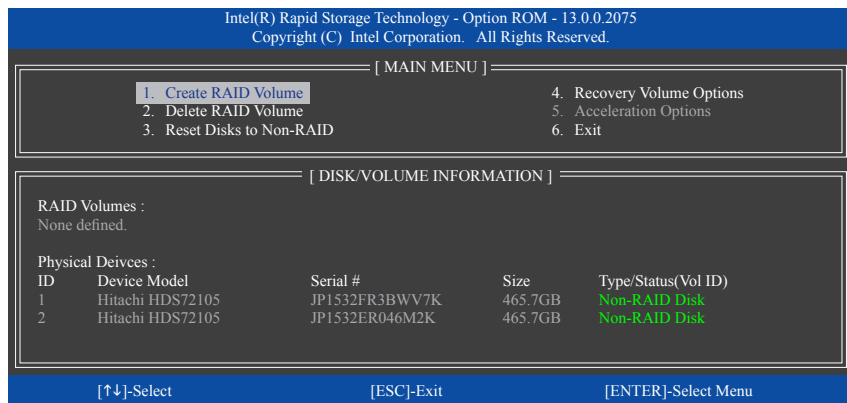 Intel(R) Rapid Storage Technology - Option ROM - 13.0.0.2075
Copyright (C) Intel Corporation. All Rights Reserved.
[ MAIN MENU ]
1. Create RAID Volume
2. Delete RAID Volume
3. Reset Disks to Non-RAID
4. Recovery Volume Options
5. Acceleration Options
6. Exit
[ DISK/VOLUME INFORMATION ]
RAID Volumes :
None defined.
Physical Deivces :
ID Device Model Serial # Size Type/Status(Vol ID)
1 Hitachi HDS72105 JP1532FR3BWV7K 465.7GB Non-RAID Disk
2 Hitachi HDS72105 JP1532ER046M2K 465.7GB Non-RAID Disk
[↑↓]-Select [ESC]-Exit [ENTER]-Select Menu